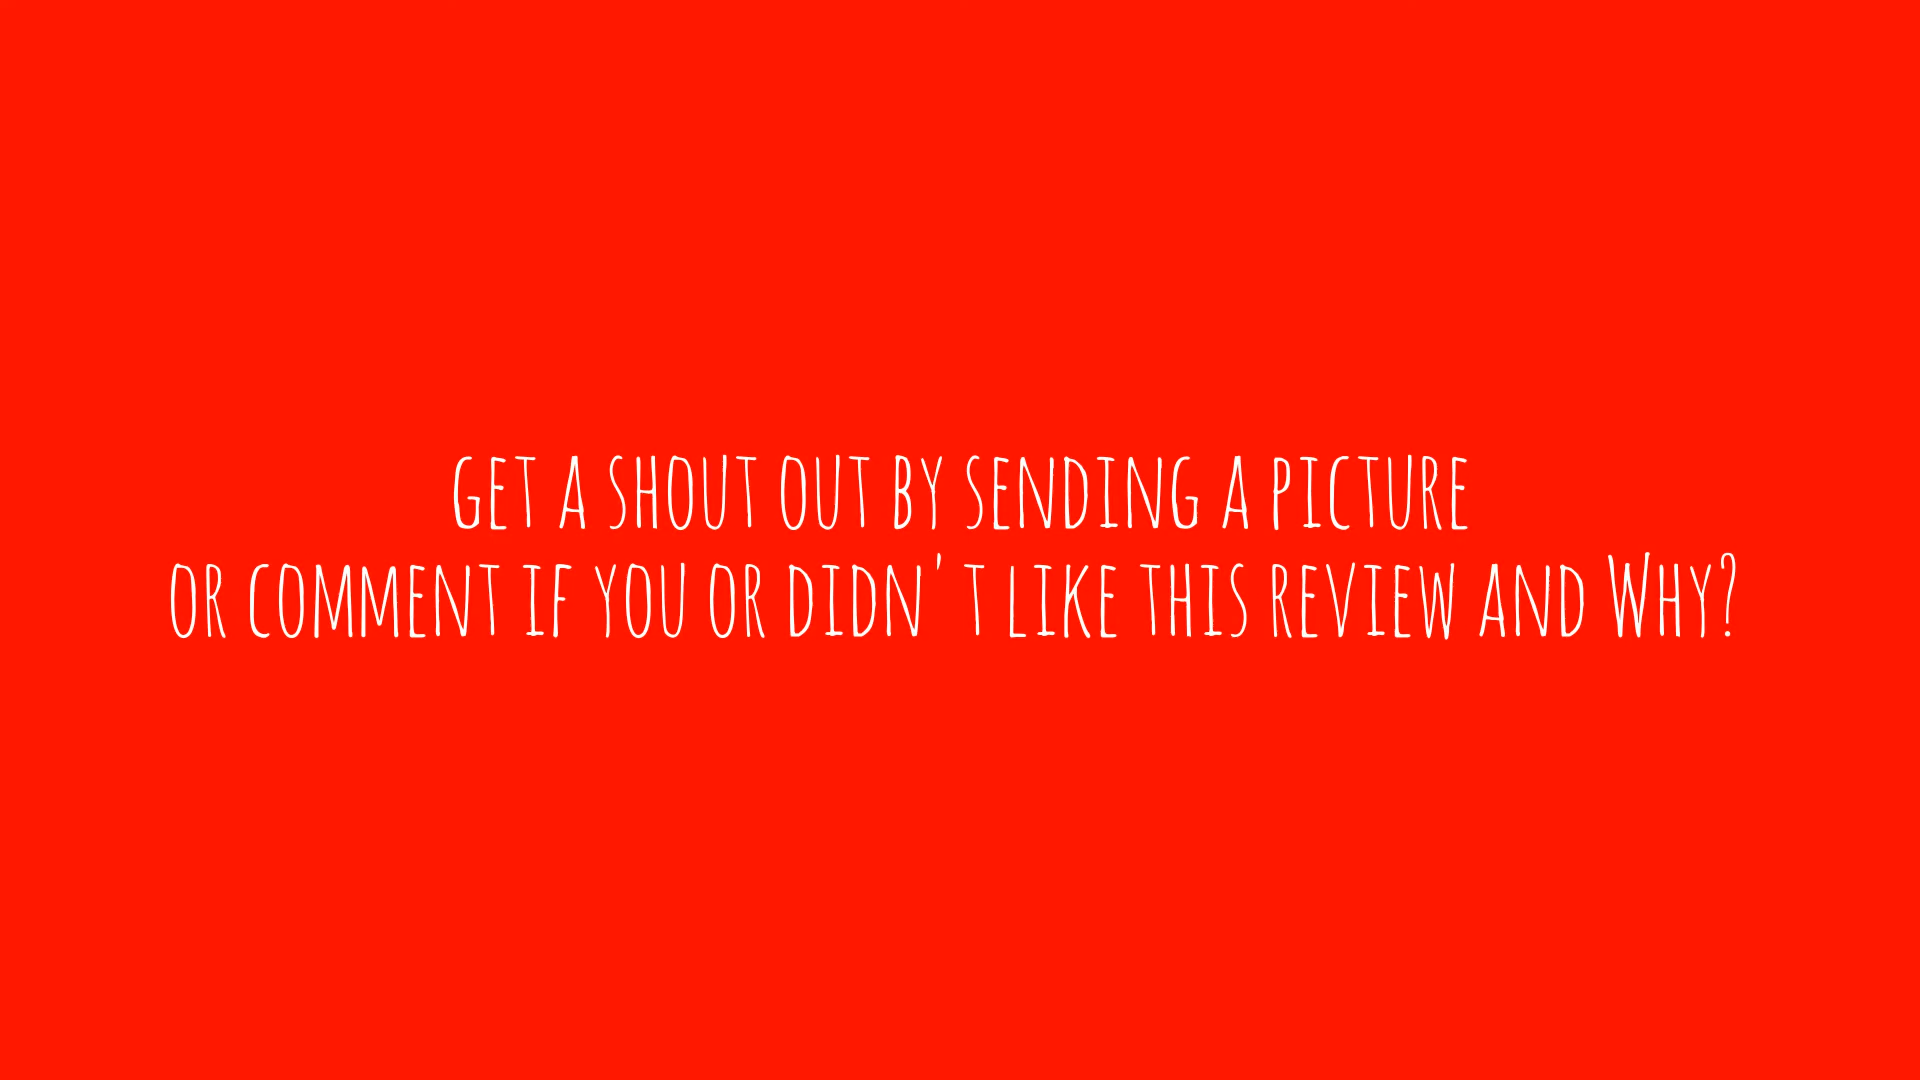 get a shout out by sending a picture
or comment if you or didn't like this review and Why?